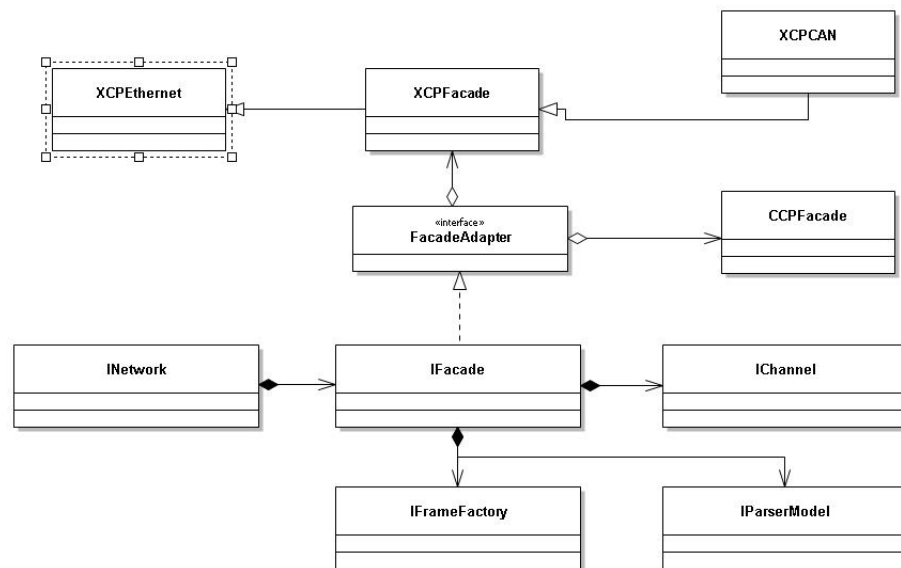 XCPCAN
XCPEthernet
XCPFacade
«interface»
FacadeAdapter
CCPFacade
INetwork
IFacade
IChannel
IFrameFactory
IParserModel